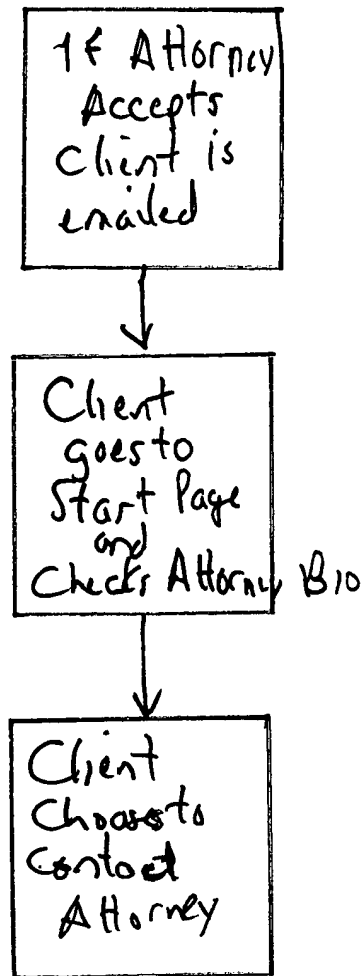 If Attorney
Accepts
Client is
emailed
Client
goes to
Start Page
and
Checks Attorney Bio
Client
Chooses to
Contact
Attorney